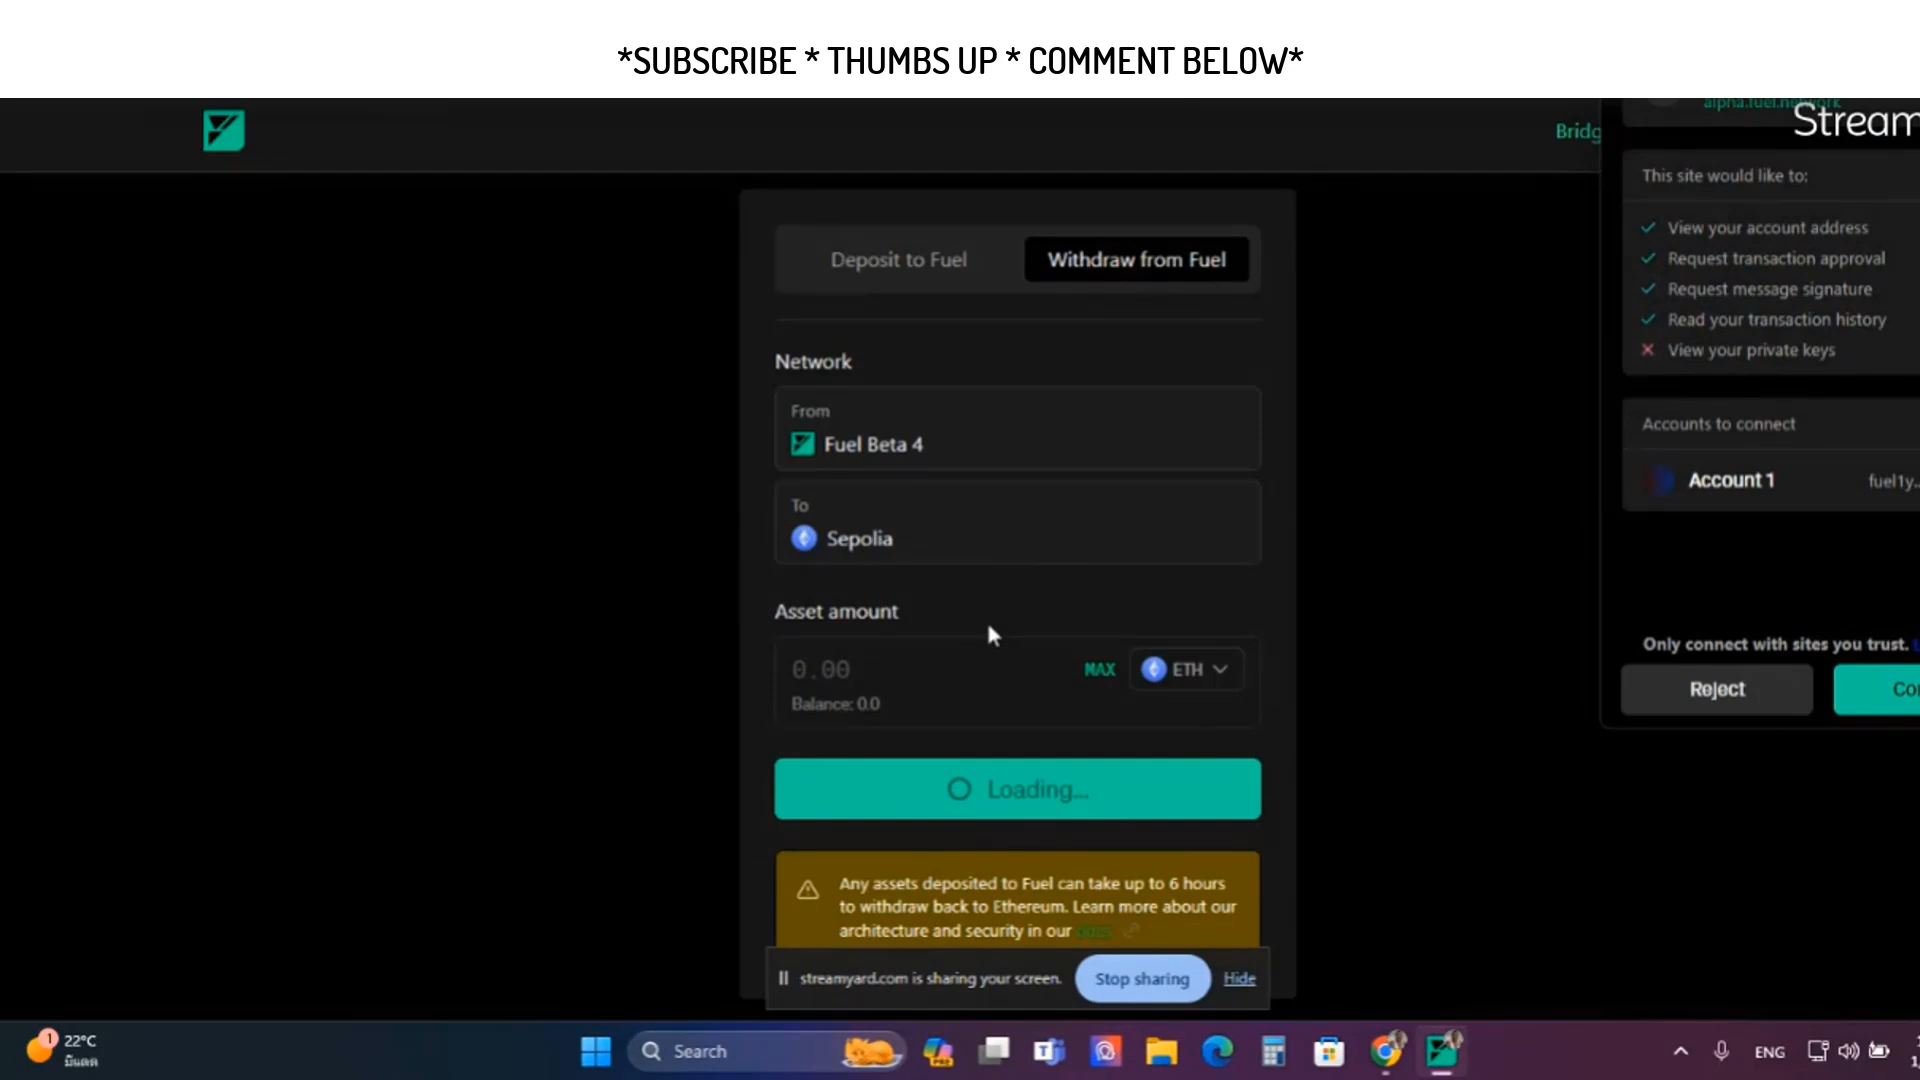 *SUBSCRIBE * THUMBS UP * COMMENT BELOW*
alpha.fuel.network
Stream
Bridg
This site would like to:
Deposit to Fuel
Withdraw from Fuel
View your account address
Request transaction approval
Request message signature
Read your transaction history
View your private keys
Network
From
Fuel Beta 4
Accounts to connect
Account 1
fuel1y...
To
Sepolia
Asset amount
0.00
MAX
ETH
Balance: 0.0
Only connect with sites you trust.
Reject
Loading...
Any assets deposited to Fuel can take up to 6 hours
to withdraw back to Ethereum. Learn more about our
architecture and security in our
streamyard.com is sharing your screen.
Stop sharing
Hide
1
22°C
Search
ENG